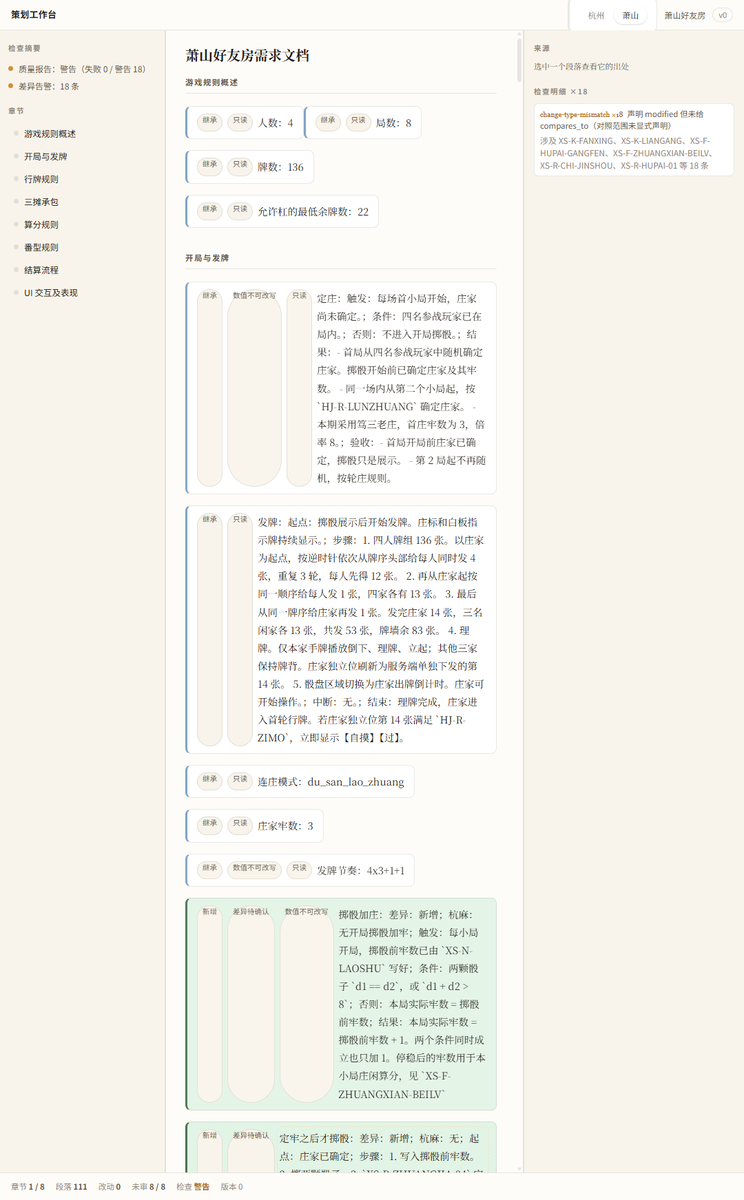 策划工作台
杭州 萧山 萧山好友房 v0
检查摘要
质量报告：警告（失败 0 / 警告 18）
差异告警：18 条
章节
游戏规则概述
开局与发牌
行牌规则
三摊承包
算分规则
番型规则
结算流程
UI 交互及表现
萧山好友房需求文档
游戏规则概述
继承 只读 人数：4 继承 只读 局数：8
继承 只读 牌数：136
继承 只读 允许杠的最低余牌数：22
开局与发牌
继承 数值不可改写 只读 定庄：触发：每场首小局开始，庄家
尚未确定。；条件：四名参战玩家已在
局内。；否则：不进入开局掷骰。；结
果：- 首局从四名参战玩家中随机确定
庄家。掷骰开始前已确定庄家及其牢
数。 - 同一场内从第二个小局起，按
`HJ-R-LUNZHUANG` 确定庄家。 -
本期采用笃三老庄，首庄牢数为 3，倍
率 8。；验收：- 首局开局前庄家已确
定，掷骰只是展示。 - 第 2 局起不再随
机，按轮庄规则。
继承 只读 发牌：起点：掷骰展示后开始发牌。庄标和白板指
示牌持续显示。；步骤：1. 四人牌组 136 张。以庄家
为起点，按逆时针依次从牌序头部给每人同时发 4
张，重复 3 轮，每人先得 12 张。 2. 再从庄家起按
同一顺序给每人发 1 张，四家各有 13 张。 3. 最后
从同一牌序给庄家再发 1 张。发完庄家 14 张，三名
闲家各 13 张，共发 53 张，牌墙余 83 张。 4. 理
牌。仅本家手牌播放倒下、理牌、立起；其他三家
保持牌背。庄家独立位刷新为服务端单独下发的第
14 张。 5. 骰盘区域切换为庄家出牌倒计时。庄家可
开始操作。；中断：无。；结束：理牌完成，庄家进
入首轮行牌。若庄家独立位第 14 张满足 `HJ-R-
ZIMO`，立即显示【自摸】【过】。
继承 只读 连庄模式：du_san_lao_zhuang
继承 只读 庄家牢数：3
继承 数值不可改写 只读 发牌节奏：4x3+1+1
新增 差异待确认 数值不可改写 掷骰加庄：差异：新增；杭麻：
无开局掷骰加牢；触发：每小局
开局，掷骰前牢数已由 `XS-N-
LAOSHU` 写好；条件：两颗骰
子 `d1 == d2`，或 `d1 + d2 >
8`；否则：本局实际牢数 = 掷骰
前牢数；结果：本局实际牢数 =
掷骰前牢数 + 1。两个条件同时成
立也只加 1。停稳后的牢数用于本
小局庄闲算分，见 `XS-F-
ZHUANGXIAN-BEILV`
新增 差异待确认 定牢之后才掷骰：差异：新增；杭麻：无；起
点：庄家已确定；步骤：1. 写入掷骰前牢数。
来源
选中一个段落查看它的出处
检查明细 ×18
change-type-mismatch ×18 声明 modified 但未给
compares_to（对照范围未显式声明）
涉及 XS-K-FANXING、XS-K-LIANGANG、XS-F-
HUPAI-GANGFEN、XS-F-ZHUANGXIAN-BEILV、
XS-R-CHI-JINSHOU、XS-R-HUPAI-01 等 18 条
章节 1 / 8 段落 111 改动 0 未审 8 / 8 检查 警告 版本 0